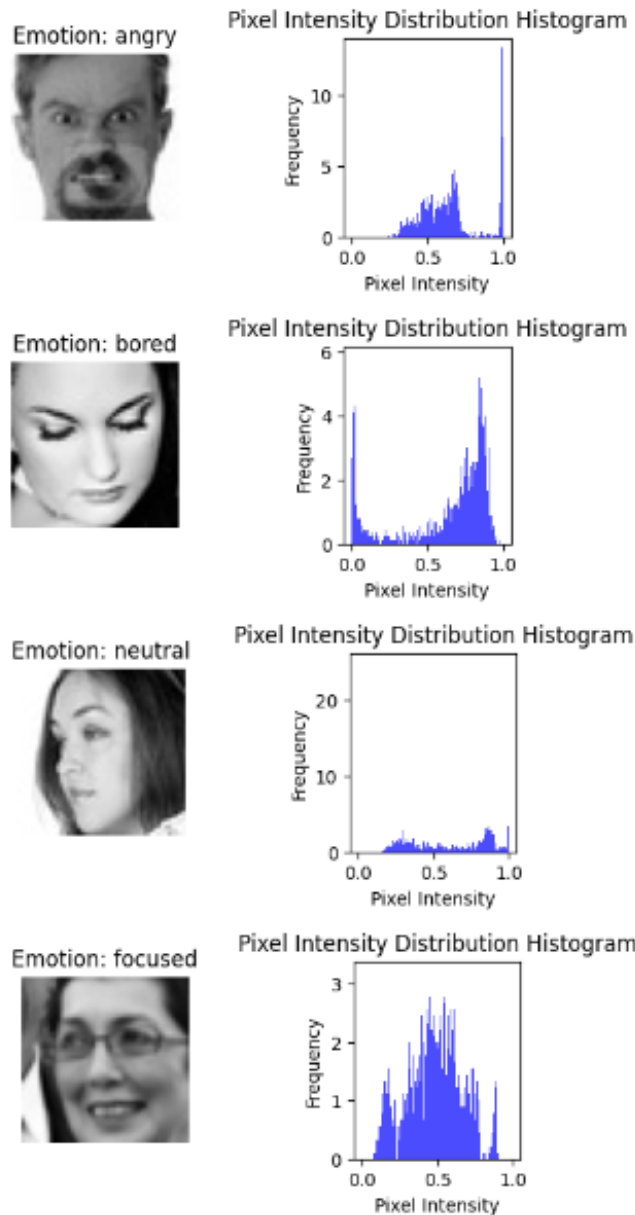 Emotion: angry
Pixel Intensity Distribution Histogram
Frequency
10
5
0
0.0 0.5 1.0
Pixel Intensity
Emotion: bored
Pixel Intensity Distribution Histogram
Frequency
6
4
2
0
0.0 0.5 1.0
Pixel Intensity
Emotion: neutral
Pixel Intensity Distribution Histogram
Frequency
20
10
0
0.0 0.5 1.0
Pixel Intensity
Emotion: focused
Pixel Intensity Distribution Histogram
Frequency
3
2
1
0
0.0 0.5 1.0
Pixel Intensity